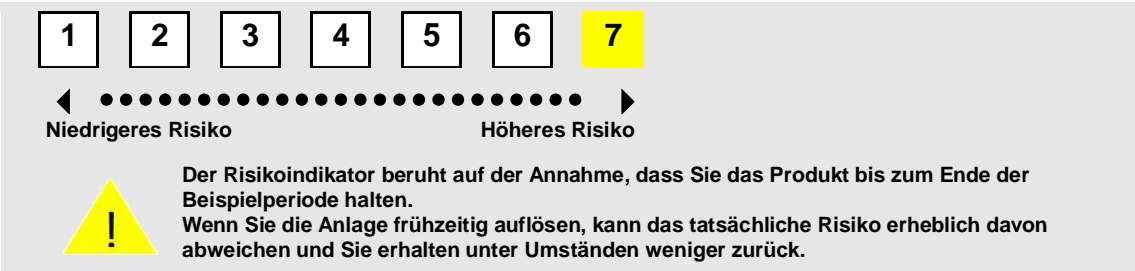 1 2 3 4 5 6 7
Niedrigeres Risiko Höheres Risiko
Der Risikoindikator beruht auf der Annahme, dass Sie das Produkt bis zum Ende der
Beispielperiode halten.
Wenn Sie die Anlage frühzeitig auflösen, kann das tatsächliche Risiko erheblich davon
abweichen und Sie erhalten unter Umständen weniger zurück.
!